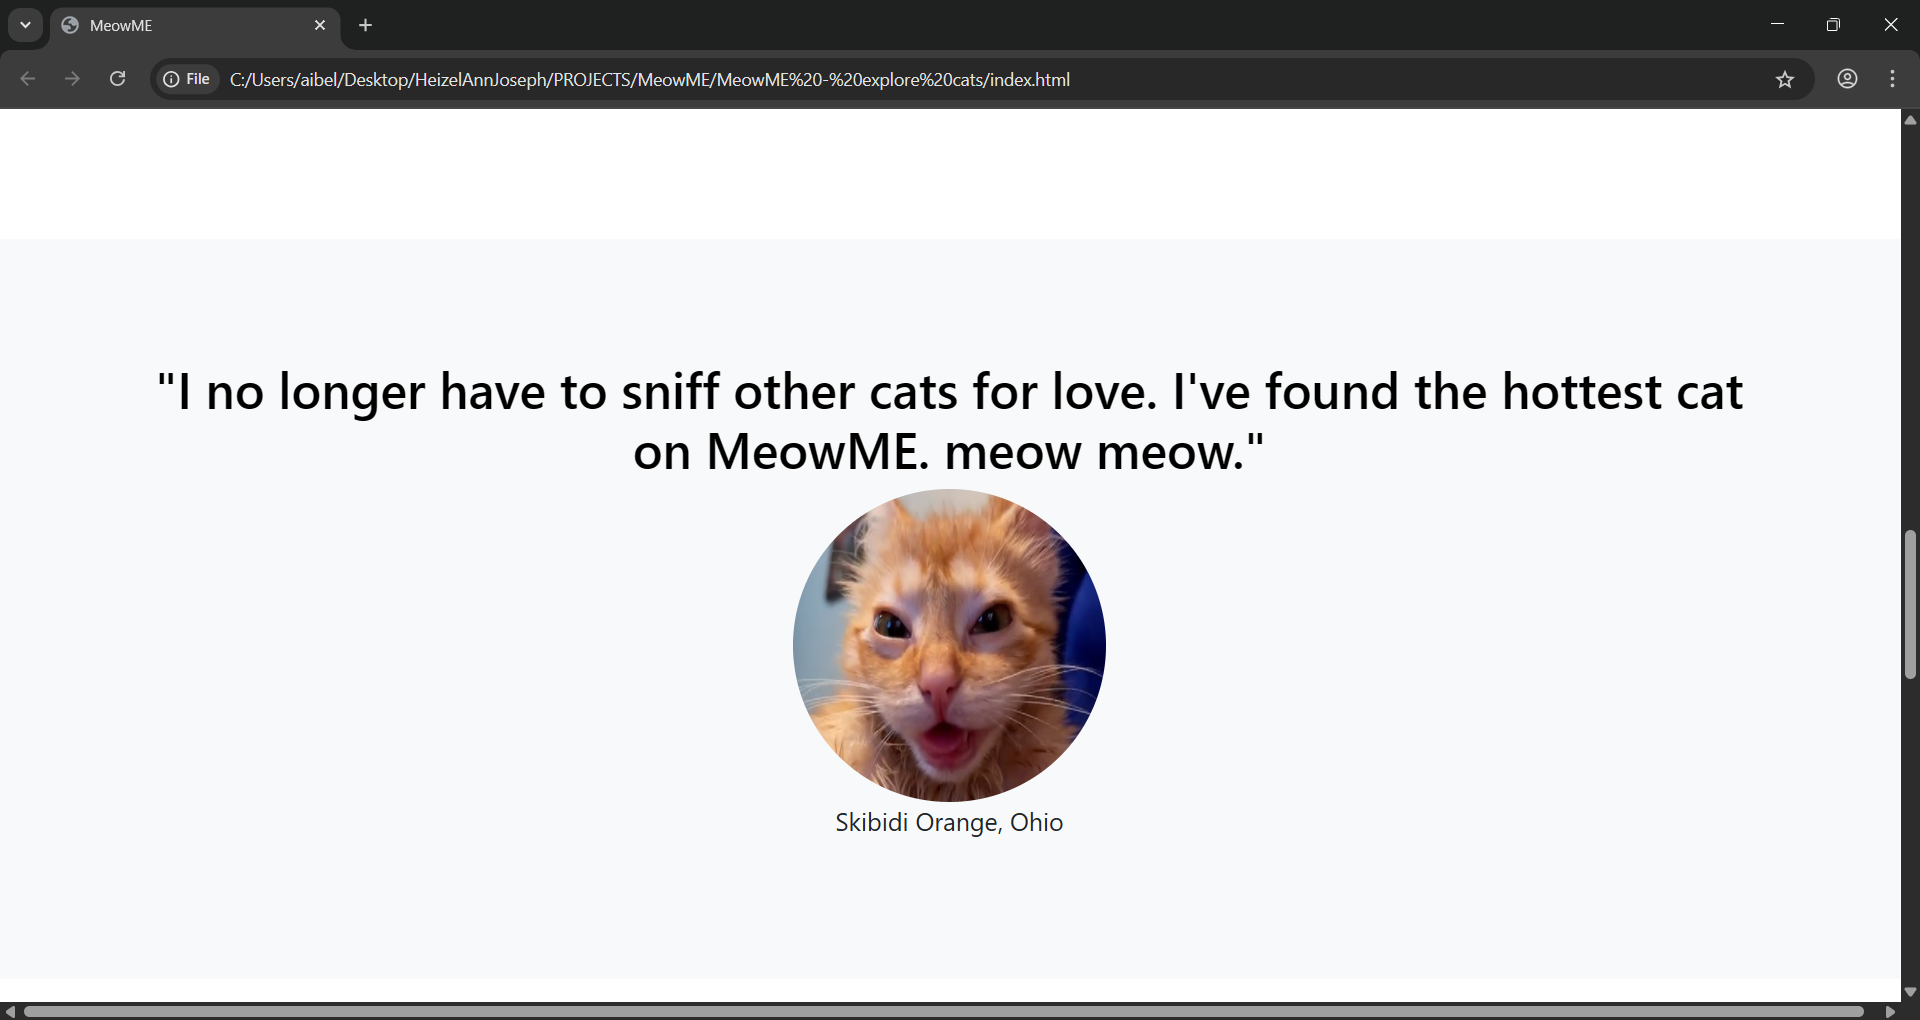 MeowME
File
C:/Users/aibel/Desktop/HeizelAnnJoseph/PROJECTS/MeowME/MeowME%20-%20explore%20cats/index.html
"I no longer have to sniff other cats for love. I've found the hottest cat
on MeowME. meow meow."
Skibidi Orange, Ohio